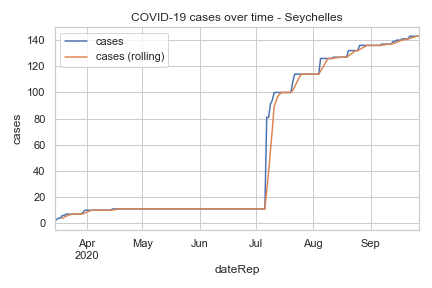 COVID-19 cases over time - Seychelles
cases
cases (rolling)
140
120
100
80
60
40
20
0
cases
Apr
2020
May
Jun
Jul
Aug
Sep
dateRep